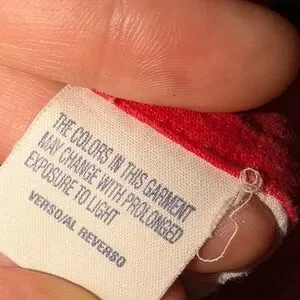 THE COLORS IN THIS GARMENT
MAY CHANGE WITH PROLONGED
EXPOSURE TO LIGHT
VERSO/AL REVERSO